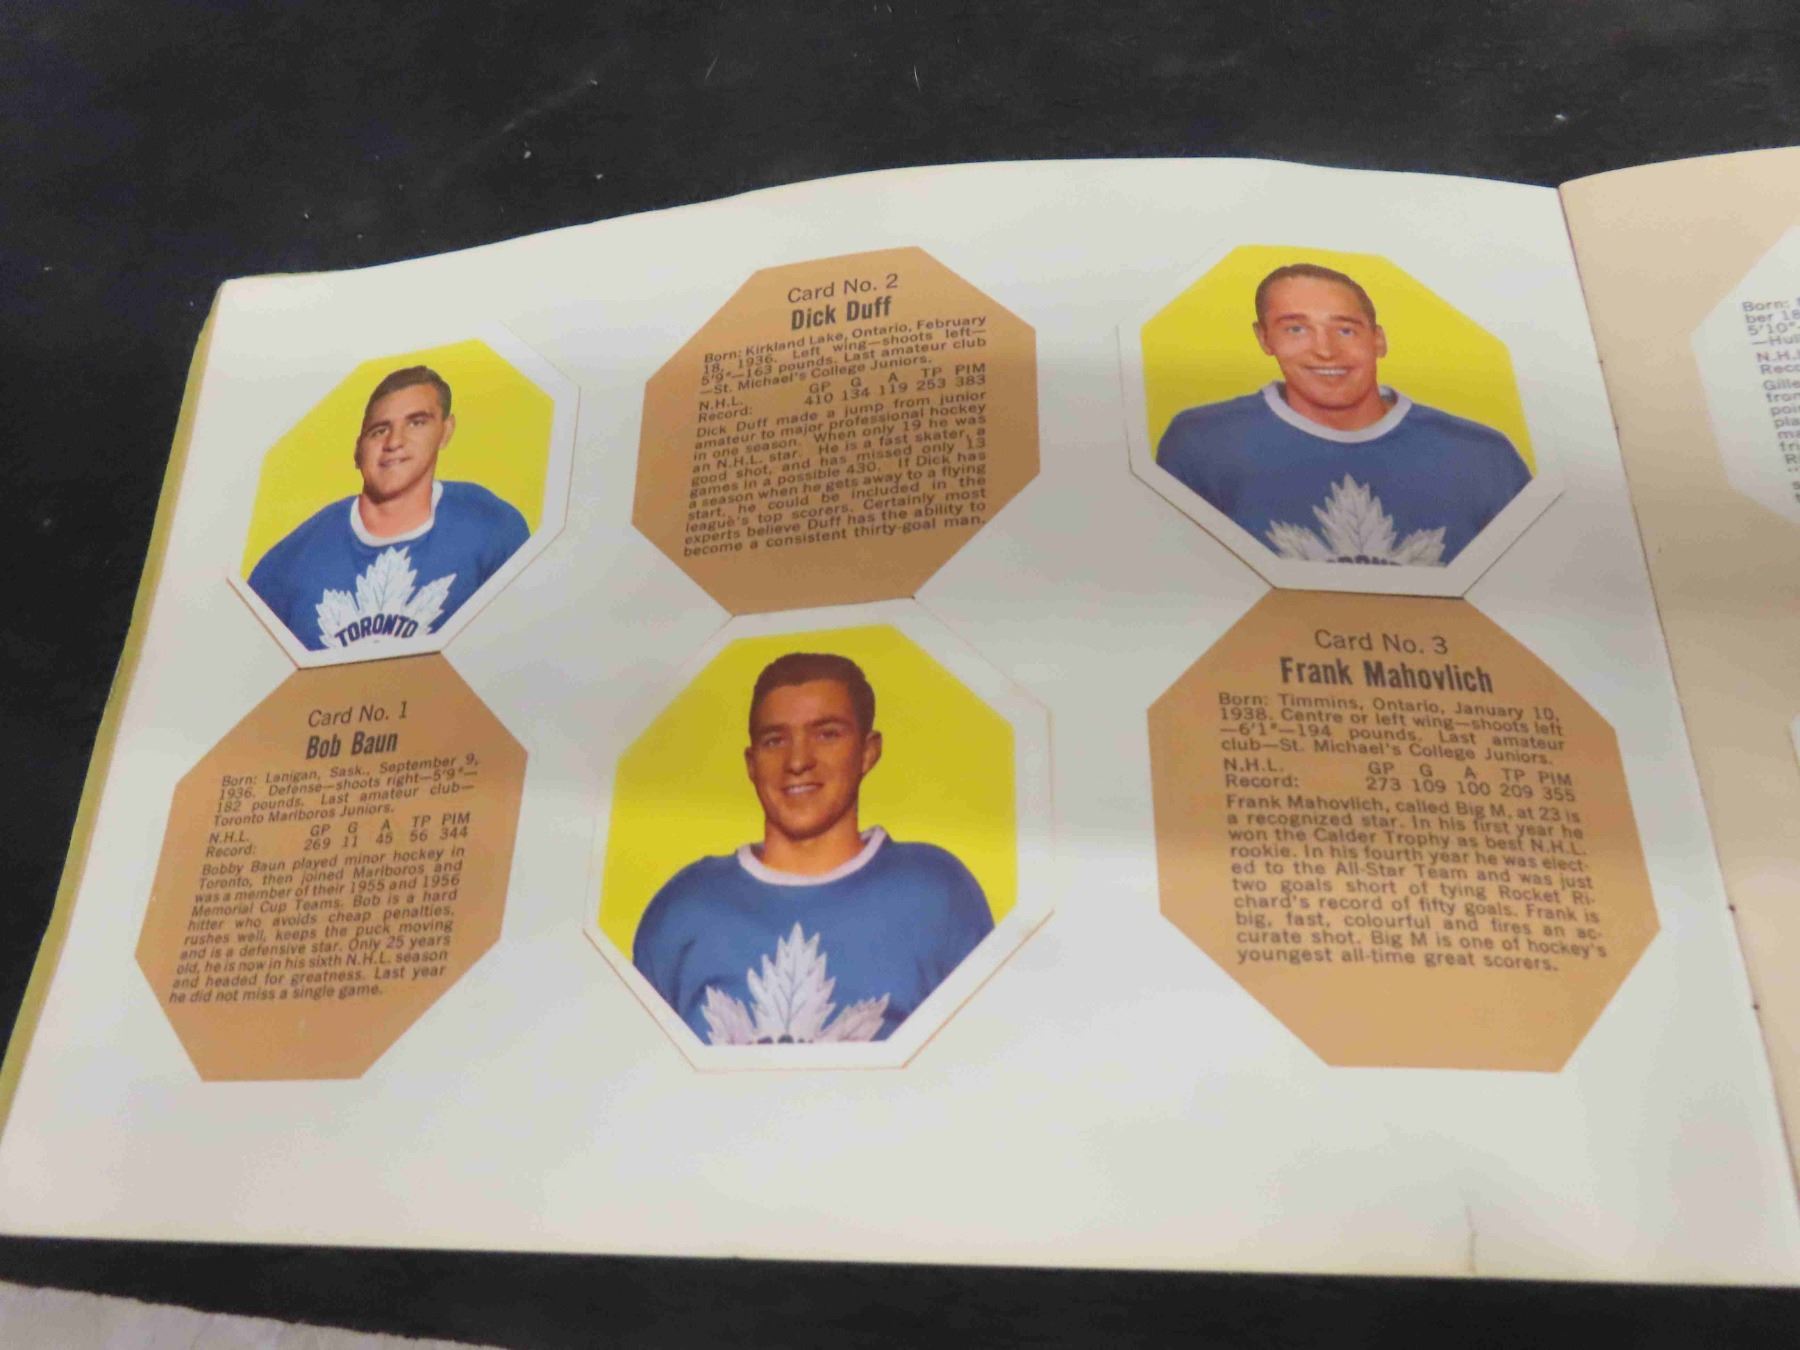 TORONTO
Card No. 1
Bob Baun
Born: Lanigan, Sask., September 9,
1936. Defense—shoots right—5'9"—
182 pounds. Last amateur club—
Toronto Marlboros Juniors.
N.H.L. GP G A TP PIM
Record: 269 11 45 56 344
Bobby Baun played minor hockey in
Toronto, then joined Marlboros and
was a member of their 1955 and 1956
Memorial Cup Teams. Bob is a hard
hitter who avoids cheap penalties,
rushes well, keeps the puck moving
and is a defensive star. Only 25 years
old, he is now in his sixth N.H.L. season
and headed for greatness. Last year
he did not miss a single game.
Card No. 2
Dick Duff
Born: Kirkland Lake, Ontario, February
18, 1936. Left wing—shoots left—
5'9"—163 pounds. Last amateur club
—St. Michael's College Juniors.
N.H.L. GP G A TP PIM
Record: 410 134 119 253 383
Dick Duff made a jump from junior
amateur to major professional hockey
in one season. When only 19 he was
an N.H.L. star. He is a fast skater, a
good shot, and has missed only 13
games in a possible 430. If Dick has
a season when he gets away to a flying
start, he could be included in the
league's top scorers. Certainly most
experts believe Duff has the ability to
become a consistent thirty-goal man.
Card No. 3
Frank Mahovlich
Born: Timmins, Ontario, January 10,
1938. Centre or left wing—shoots left
—6'1"—194 pounds. Last amateur
club—St. Michael's College Juniors.
N.H.L. GP G A TP PIM
Record: 273 109 100 209 355
Frank Mahovlich, called Big M, at 23 is
a recognized star. In his first year he
won the Calder Trophy as best N.H.L.
rookie. In his fourth year he was elect-
ed to the All-Star Team and was just
two goals short of tying Rocket Ri-
chard's record of fifty goals. Frank is
big, fast, colourful and fires an ac-
curate shot. Big M is one of hockey's
youngest all-time great scorers.
Born:
ber 18
5'10"
—Hull
N.H.
Reco
Gille
from
poi
pla